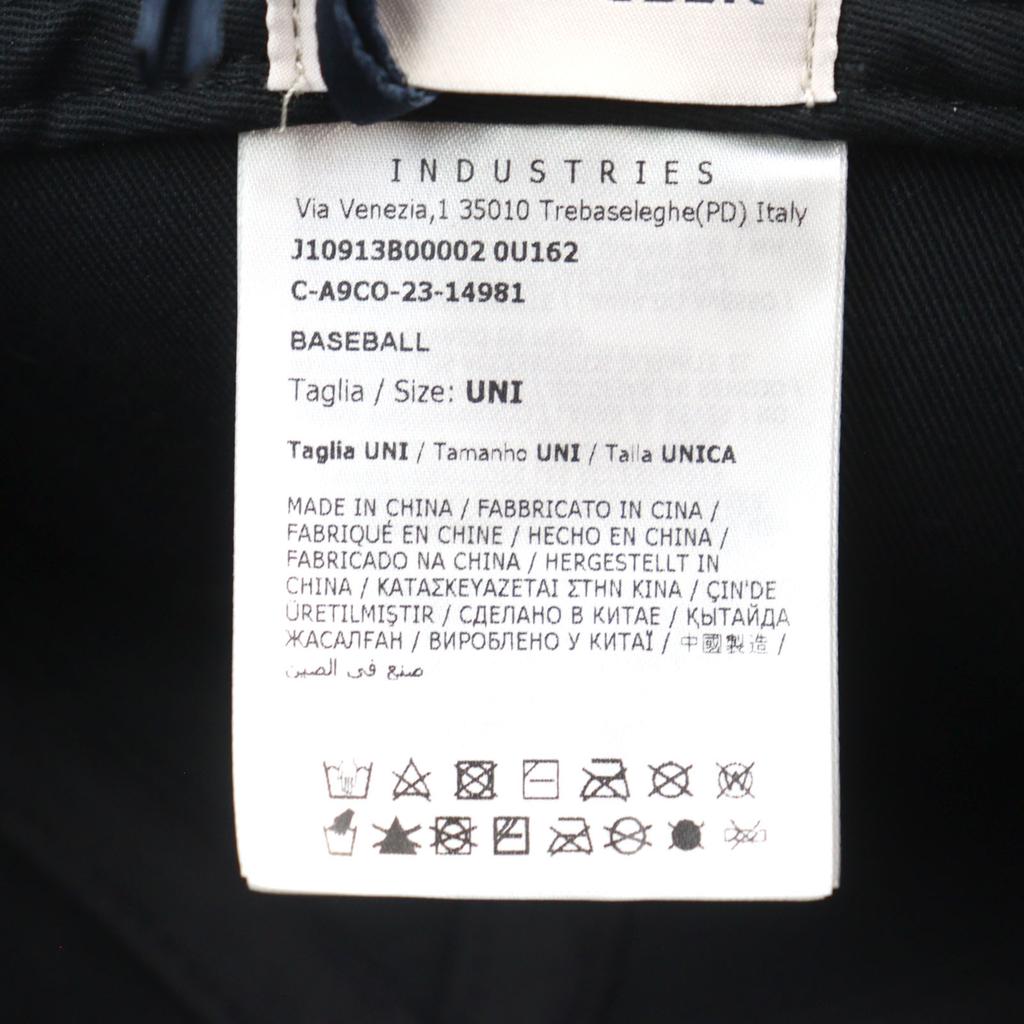 INDUSTRIES
Via Venezia,1 35010 Trebaseleghe(PD) Italy
J10913B00002 0U162
C-A9CO-23-14981
BASEBALL
Taglia / Size: UNI
Taglia UNI / Tamanho UNI / Talla UNICA
MADE IN CHINA / FABBRICATO IN CINA /
FABRIQUÉ EN CHINE / HECHO EN CHINA /
FABRICADO NA CHINA / HERGESTELLT IN
CHINA / ΚΑΤΑΣΚΕΥΑΖΕΤΑΙ ΣΤΗΝ ΚΙΝΑ / ÇIN'DE
ÜRETILMIŞTIR / СДЕЛАНО В КИТАЕ / ҚЫТАЙДА
ЖАСАЛҒАН / ВИРОБЛЕНО У КИТАЇ / 中國製造 /
صنع في الصين